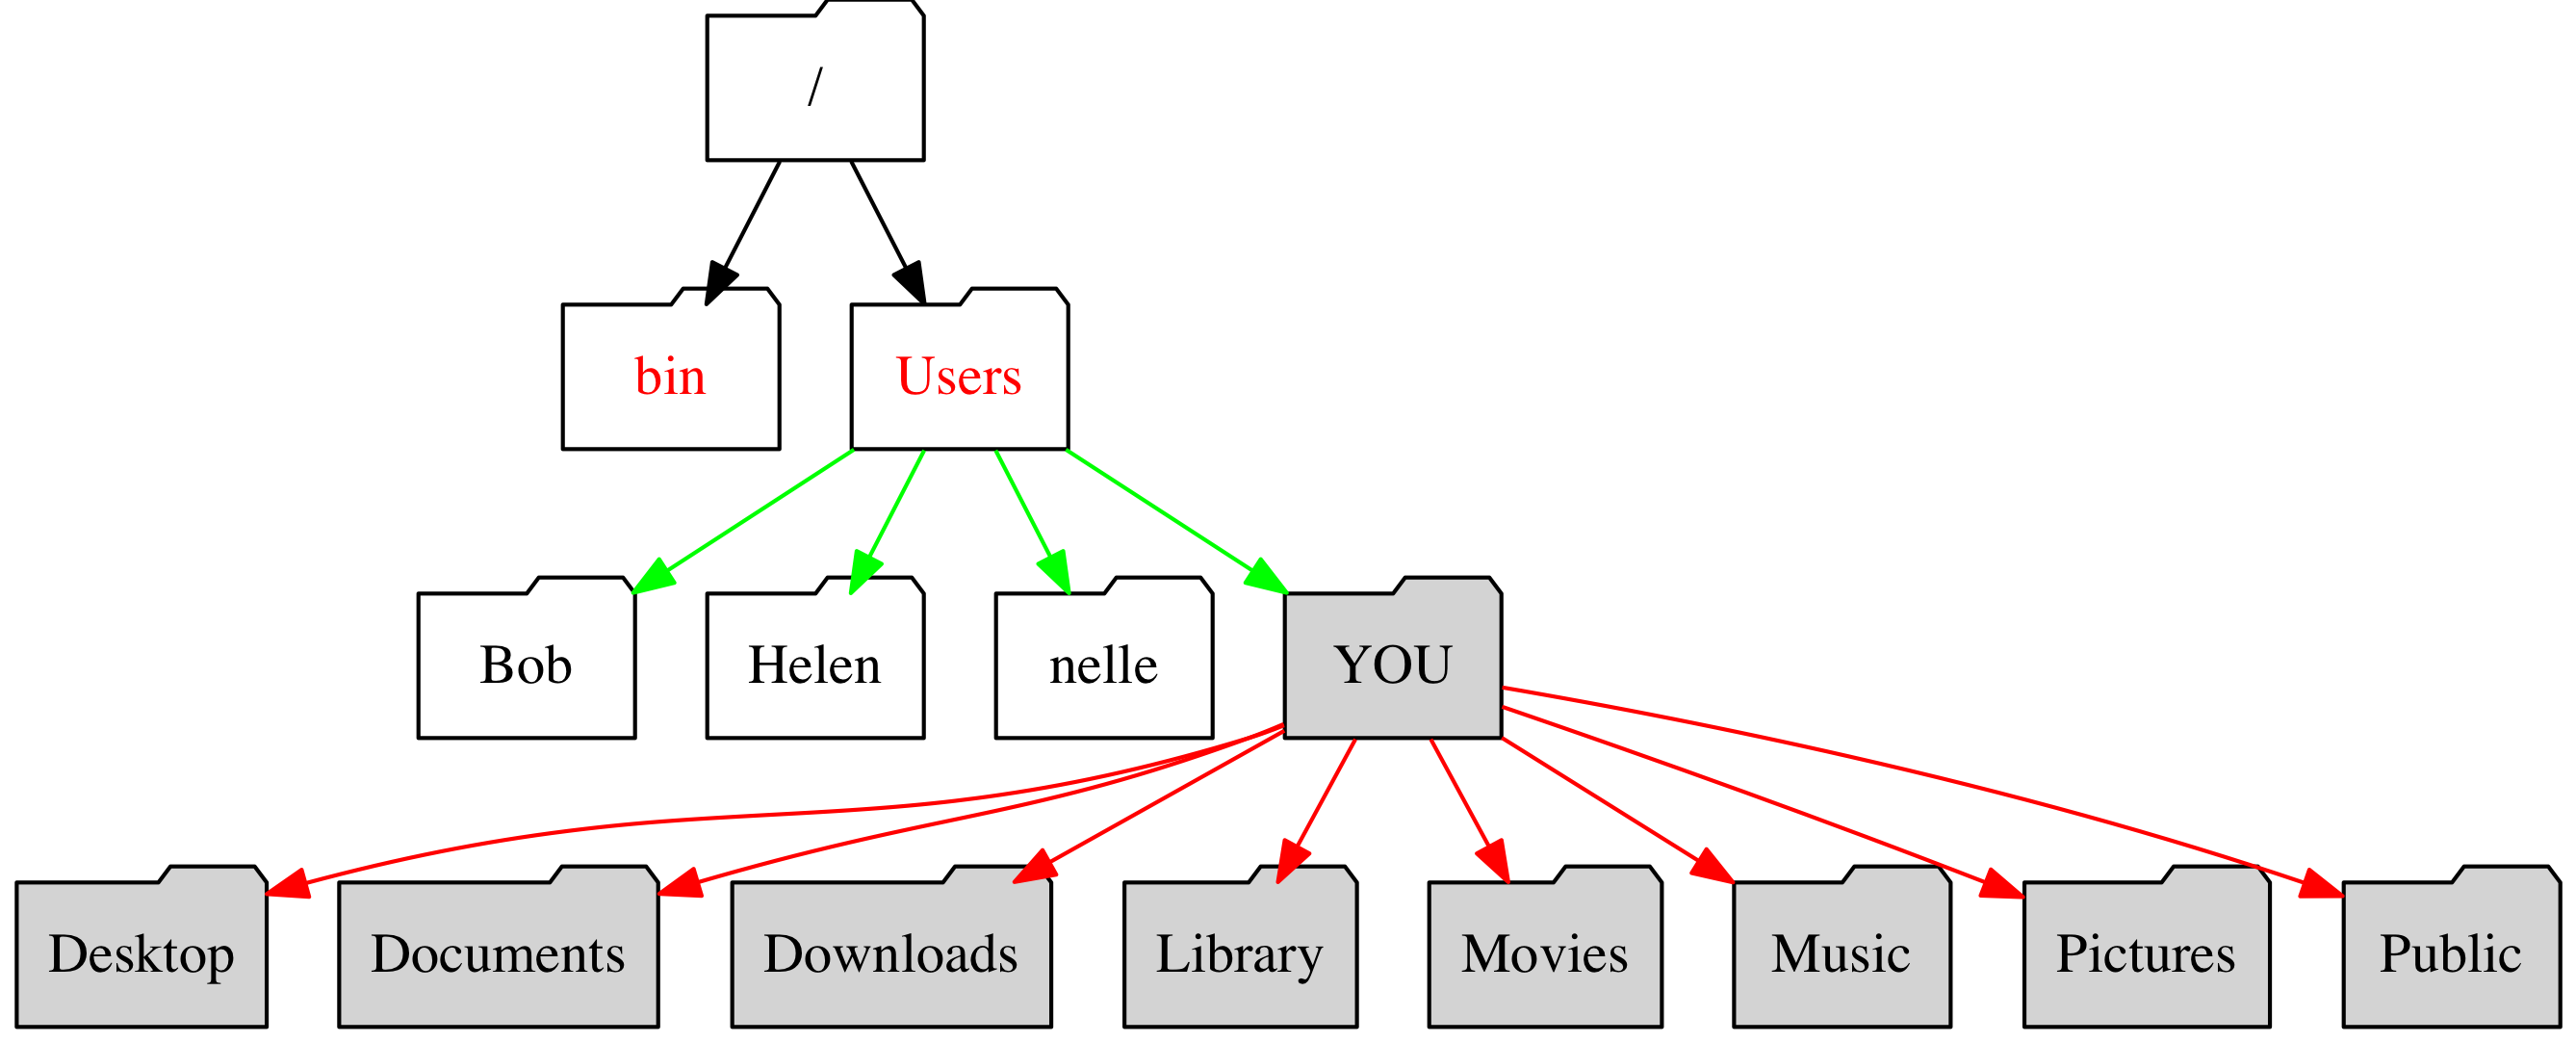 /
bin
Users
Bob
Helen
nelle
YOU
Desktop
Documents
Downloads
Library
Movies
Music
Pictures
Public